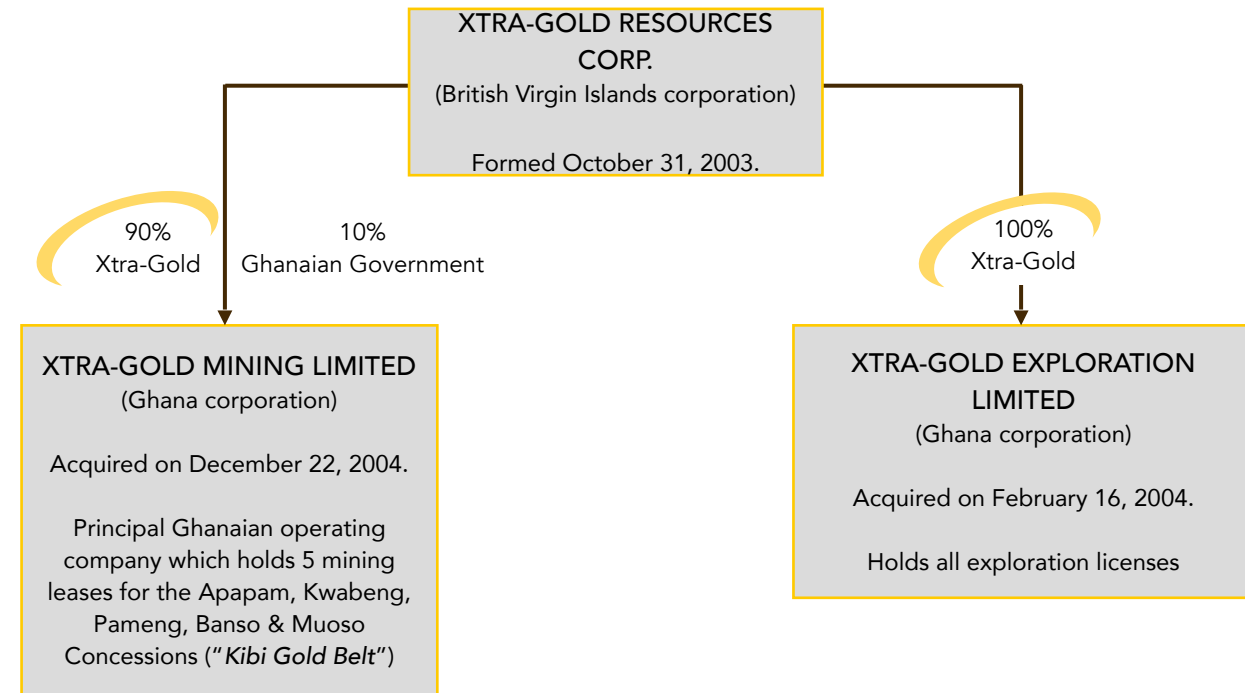 XTRA-GOLD RESOURCES
CORP.
(British Virgin Islands corporation)
Formed October 31, 2003.
90%
Xtra-Gold
10%
Ghanaian Government
100%
Xtra-Gold
XTRA-GOLD MINING LIMITED
(Ghana corporation)
Acquired on December 22, 2004.
Principal Ghanaian operating
company which holds 5 mining
leases for the Apapam, Kwabeng,
Pameng, Banso & Muoso
Concessions (“Kibi Gold Belt”)
XTRA-GOLD EXPLORATION
LIMITED
(Ghana corporation)
Acquired on February 16, 2004.
Holds all exploration licenses